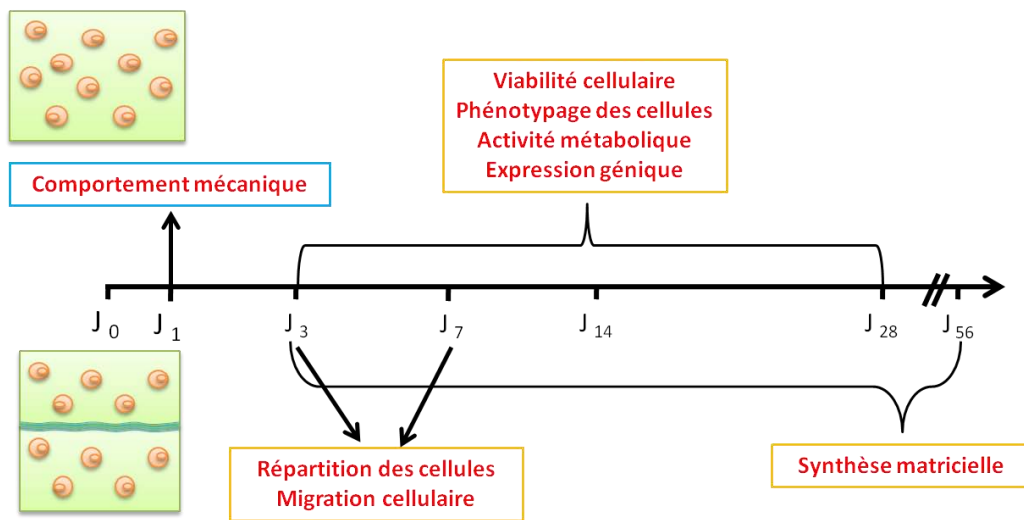 Viabilité cellulaire
Phénotypage des cellules
Activité métabolique
Expression génique
Comportement mécanique
J 0
J 1
J 3
J 7
J 14
J 28
J 56
Répartition des cellules
Migration cellulaire
Synthèse matricielle